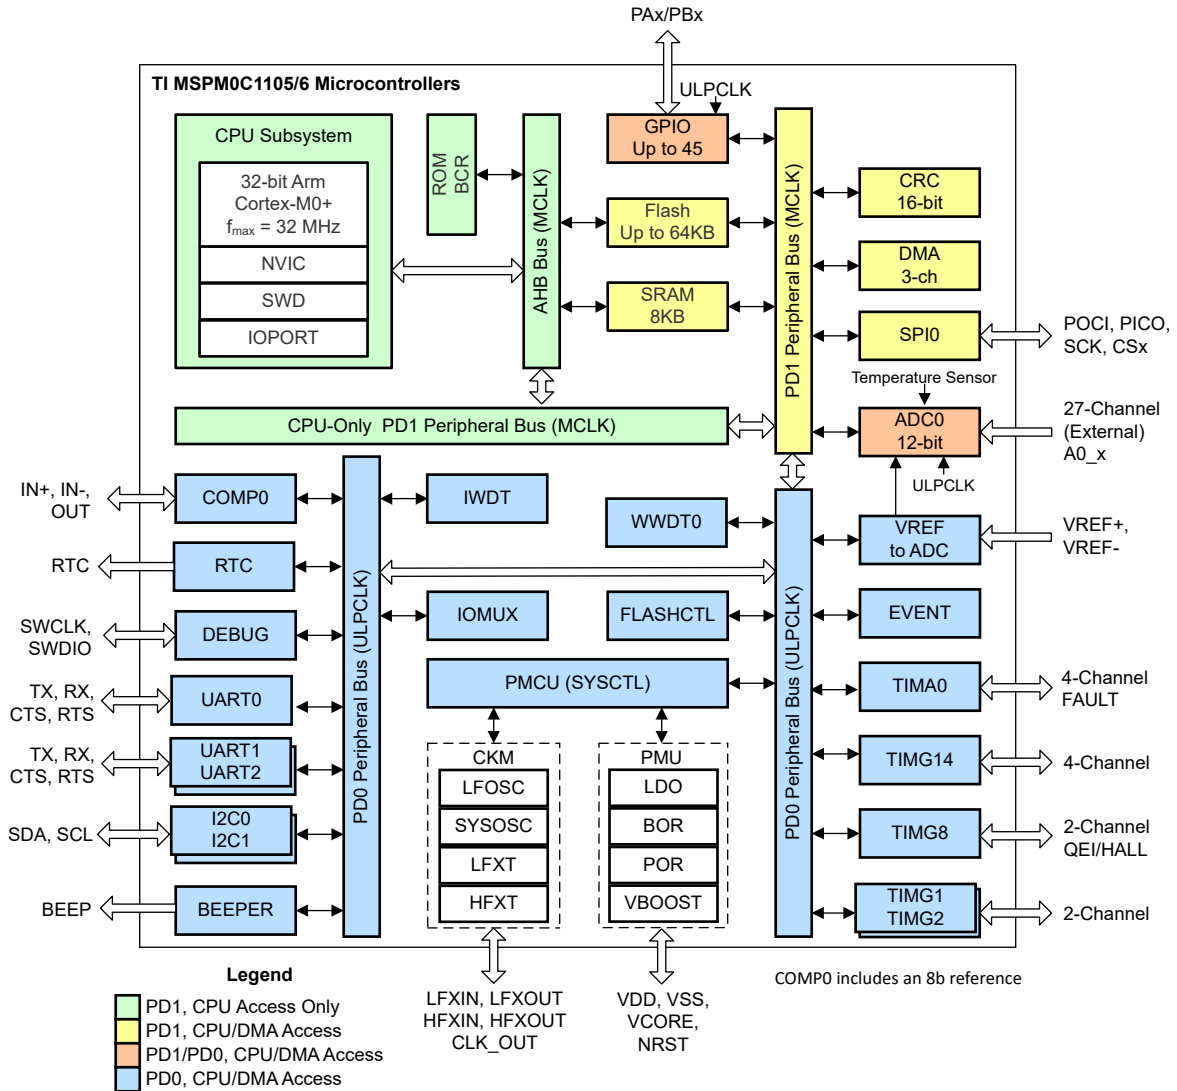 PAx/PBx
TI MSPM0C1105/6 Microcontrollers
ULPCLK
CPU Subsystem
32-bit Arm
Cortex-M0+
fmax = 32 MHz
NVIC
SWD
IOPORT
ROM
BCR
AHB Bus (MCLK)
GPIO
Up to 45
Flash
Up to 64KB
SRAM
8KB
PD1 Peripheral Bus (MCLK)
CRC
16-bit
DMA
3-ch
SPI0
POCI, PICO,
SCK, CSx
Temperature Sensor
CPU-Only PD1 Peripheral Bus (MCLK)
ADC0
12-bit
27-Channel
(External)
A0_x
ULPCLK
IN+, IN-,
OUT
COMP0
IWDT
WWDT0
VREF
to ADC
VREF+,
VREF-
RTC
RTC
PD0 Peripheral Bus (ULPCLK)
PD0 Peripheral Bus (ULPCLK)
SWCLK,
SWDIO
DEBUG
IOMUX
FLASHCTL
EVENT
TX, RX,
CTS, RTS
UART0
PMCU (SYSCTL)
TIMA0
4-Channel
FAULT
TX, RX,
CTS, RTS
UART1
UART2
CKM
LFOSC
SYSOSC
LFXT
HFXT
PMU
LDO
BOR
POR
VBOOST
TIMG14
4-Channel
SDA, SCL
I2C0
I2C1
TIMG8
2-Channel
QEI/HALL
BEEP
BEEPER
TIMG1
TIMG2
2-Channel
Legend
PD1, CPU Access Only
PD1, CPU/DMA Access
PD1/PD0, CPU/DMA Access
PD0, CPU/DMA Access
LFXIN, LFXOUT
HFXIN, HFXOUT
CLK_OUT
VDD, VSS,
VCORE,
NRST
COMP0 includes an 8b reference